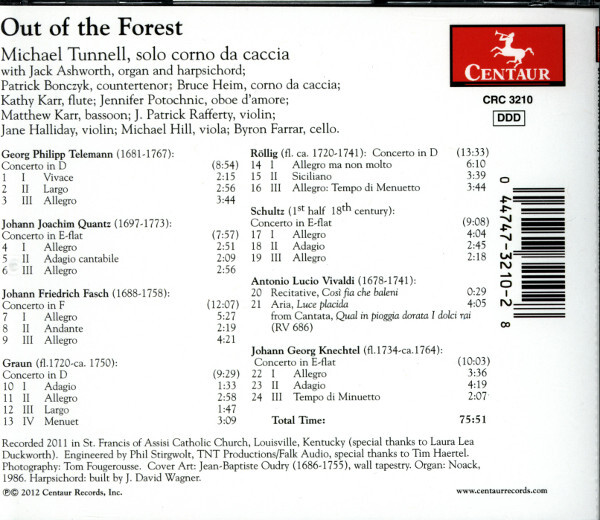 Out of the Forest
Michael Tunnell, solo corno da caccia
with Jack Ashworth, organ and harpsichord;
Patrick Bonczyk, countertenor; Bruce Heim, corno da caccia;
Kathy Karr, flute; Jennifer Potochnic, oboe d'amore;
Matthew Karr, bassoon; J. Patrick Rafferty, violin;
Jane Halliday, violin; Michael Hill, viola; Byron Farrar, cello.
CENTAUR
CRC 3210
DDD
Georg Philipp Telemann (1681-1767):
Concerto in D (8:54)
1 I Vivace 2:15
2 II Largo 2:56
3 III Allegro 3:44
Johann Joachim Quantz (1697-1773):
Concerto in E-flat (7:57)
4 I Allegro 2:51
5 II Adagio cantabile 2:09
6 III Allegro 2:56
Johann Friedrich Fasch (1688-1758):
Concerto in F (12:07)
7 I Allegro 5:27
8 II Andante 2:19
9 III Allegro 4:21
Graun (fl.1720-ca. 1750):
Concerto in D (9:29)
10 I Adagio 1:33
11 II Allegro 2:58
12 III Largo 1:47
13 IV Menuet 3:09
Röllig (fl. ca. 1720-1741): Concerto in D (13:33)
14 I Allegro ma non molto 6:10
15 II Siciliano 3:39
16 III Allegro: Tempo di Menuetto 3:44
Schultz (1st half 18th century):
Concerto in E-flat (9:08)
17 I Allegro 4:04
18 II Adagio 2:45
19 III Allegro 2:18
Antonio Lucio Vivaldi (1678-1741):
20 Recitative, Così fia che baleni 0:29
21 Aria, Luce placida 4:05
from Cantata, Qual in pioggia dorata I dolci rai
(RV 686)
Johann Georg Knechtel (fl.1734-ca.1764):
Concerto in E-flat (10:03)
22 I Allegro 3:36
23 II Adagio 4:19
24 III Tempo di Minuetto 2:07
Total Time: 75:51
0 44747-3210-2 8
Recorded 2011 in St. Francis of Assisi Catholic Church, Louisville, Kentucky (special thanks to Laura Lea
Duckworth). Engineered by Phil Stirgwolt, TNT Productions/Falk Audio, special thanks to Tim Haertel.
Photography: Tom Fougerousse. Cover Art: Jean-Baptiste Oudry (1686-1755), wall tapestry. Organ: Noack,
1986. Harpsichord: built by J. David Wagner.
℗© 2012 Centaur Records, Inc.
www.centaurrecords.com